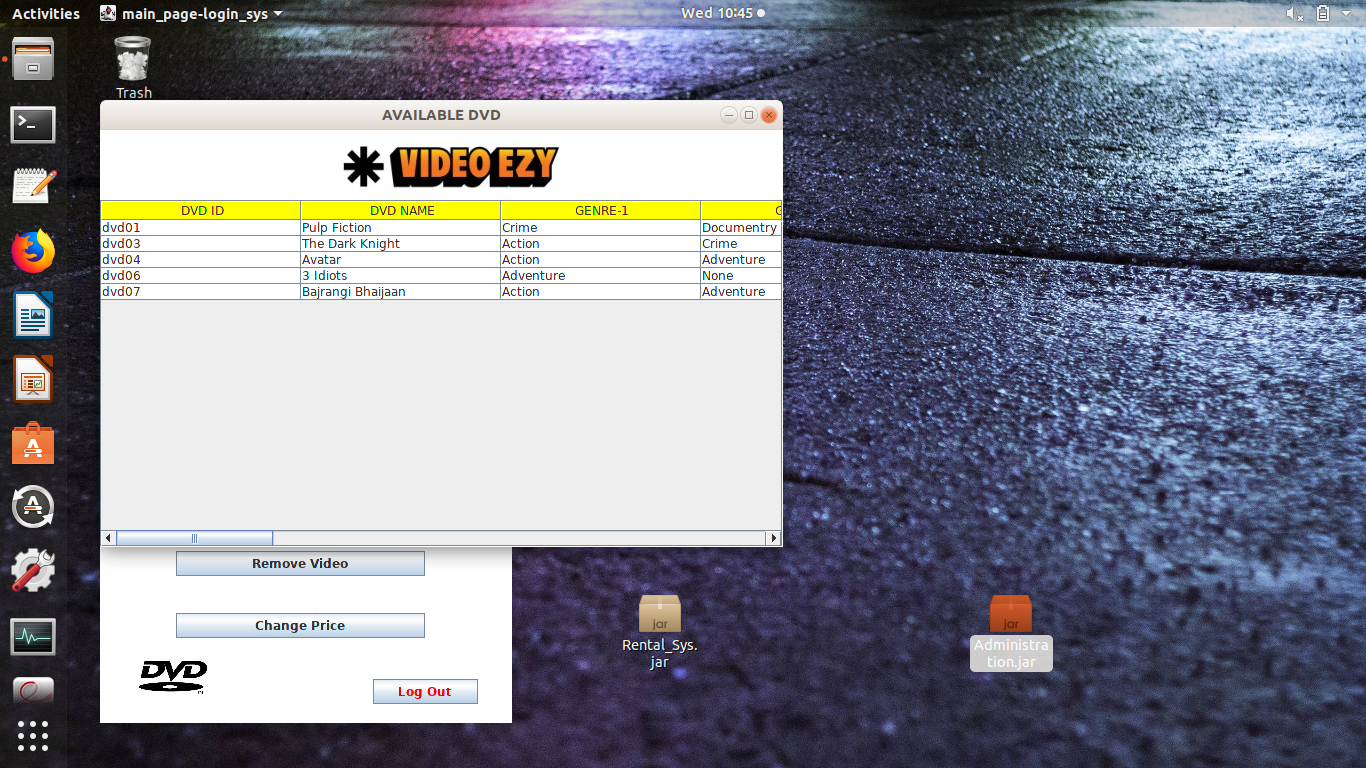 Activities main_page-login_sys Wed 10:45
Trash
AVAILABLE DVD
VIDEO EZY
DVD ID DVD NAME GENRE-1 G
dvd01 Pulp Fiction Crime Documentry
dvd03 The Dark Knight Action Crime
dvd04 Avatar Action Adventure
dvd06 3 Idiots Adventure None
dvd07 Bajrangi Bhaijaan Action Adventure
Remove Video
Change Price
DVD
Log Out
jar
Rental_Sys.
jar
jar
Administra
tion.jar